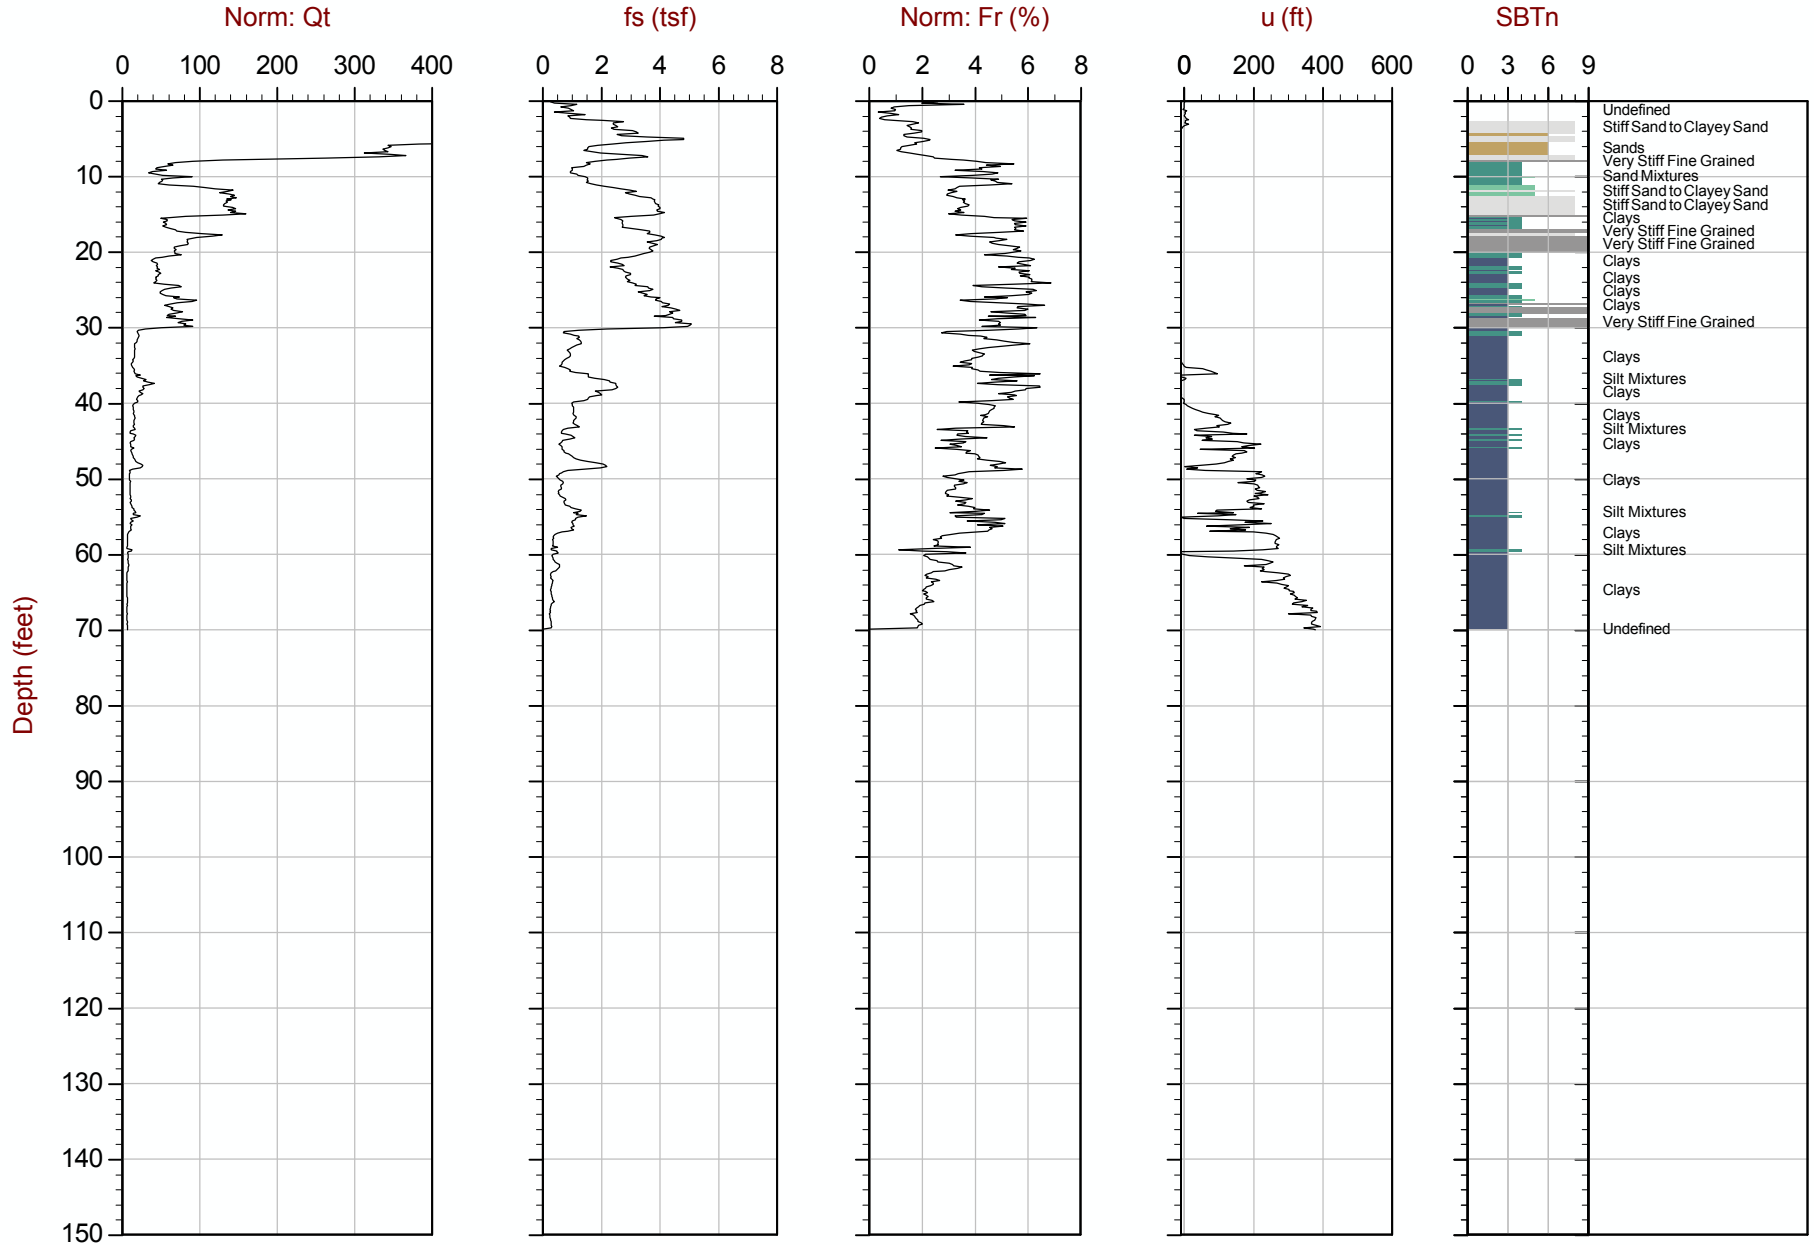 Norm: Qt fs (tsf) Norm: Fr (%) u (ft) SBTn
0 100 200 300 400 0 2 4 6 8 0 2 4 6 8 0 200 400 600 0 3 6 9
0
10
20
30
40
50
60
70
80
90
100
110
120
130
140
150
Depth (feet)
Undefined
Stiff Sand to Clayey Sand
Sands
Very Stiff Fine Grained
Sand Mixtures
Stiff Sand to Clayey Sand
Stiff Sand to Clayey Sand
Clays
Very Stiff Fine Grained
Very Stiff Fine Grained
Clays
Clays
Clays
Clays
Very Stiff Fine Grained
Clays
Silt Mixtures
Clays
Clays
Silt Mixtures
Clays
Clays
Silt Mixtures
Clays
Silt Mixtures
Clays
Undefined